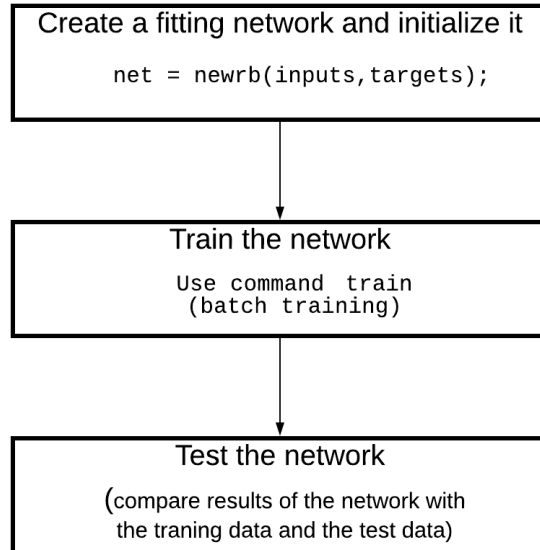 Create a fitting network and initialize it
net = newrb(inputs,targets);
Train the network
Use command train
(batch training)
Test the network
(compare results of the network with
the traning data and the test data)